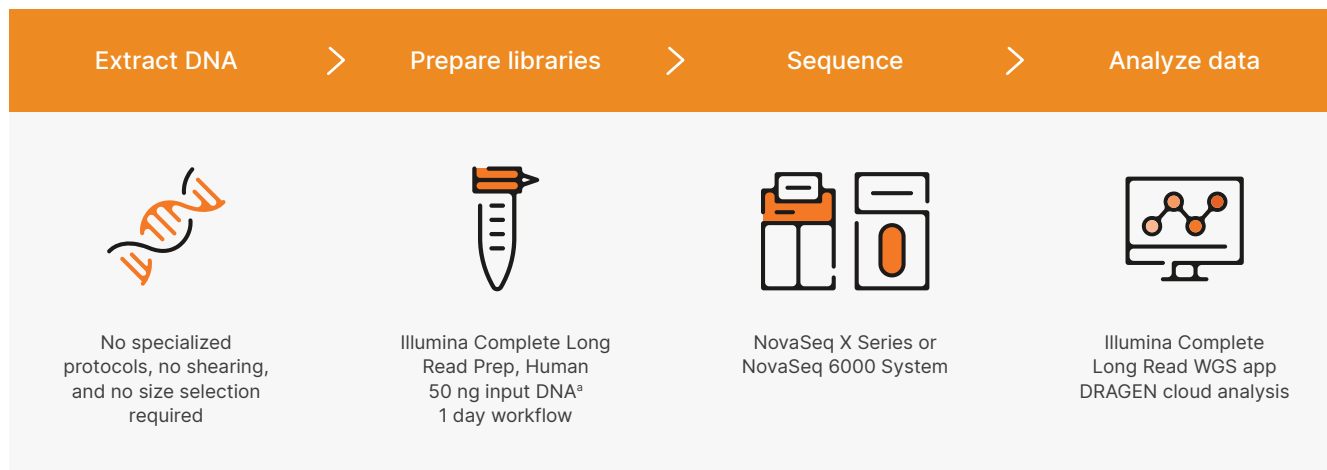 Extract DNA
Prepare libraries
Sequence
Analyze data
No specialized
protocols, no shearing,
and no size selection
required
Illumina Complete Long
Read Prep, Human
50 ng input DNAᵃ
1 day workflow
NovaSeq X Series or
NovaSeq 6000 System
Illumina Complete
Long Read WGS app
DRAGEN cloud analysis